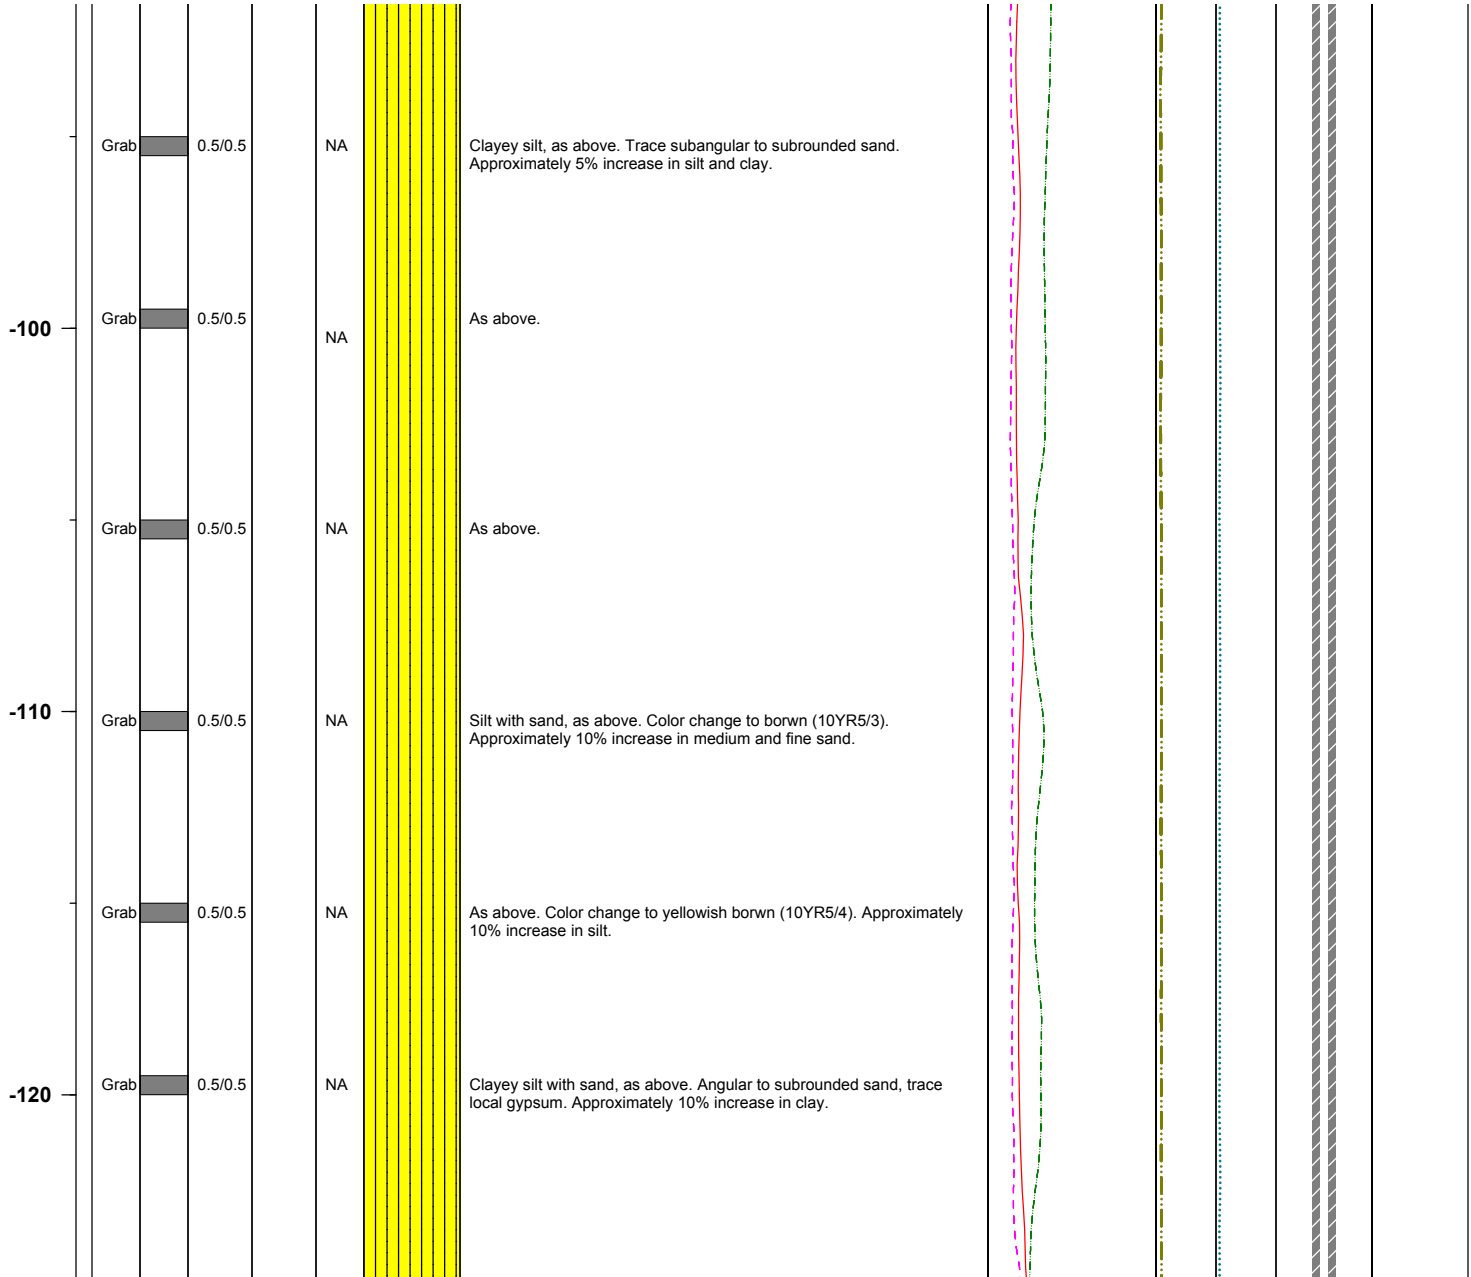 Grab 0.5/0.5 NA Clayey silt, as above. Trace subangular to subrounded sand.
Approximately 5% increase in silt and clay.
-100 Grab 0.5/0.5 NA As above.
Grab 0.5/0.5 NA As above.
-110 Grab 0.5/0.5 NA Silt with sand, as above. Color change to borwn (10YR5/3).
Approximately 10% increase in medium and fine sand.
Grab 0.5/0.5 NA As above. Color change to yellowish borwn (10YR5/4). Approximately
10% increase in silt.
-120 Grab 0.5/0.5 NA Clayey silt with sand, as above. Angular to subrounded sand, trace
local gypsum. Approximately 10% increase in clay.